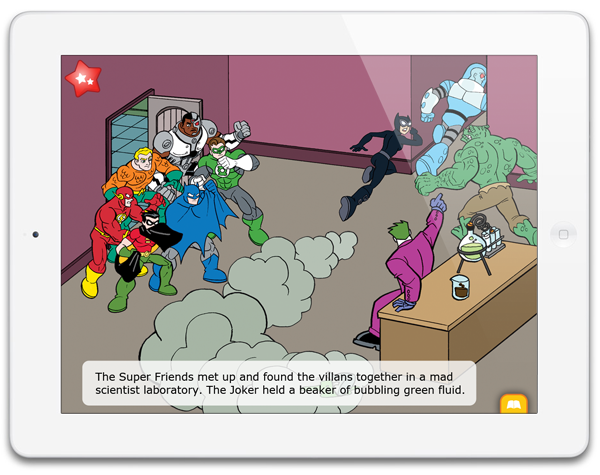 The Super Friends met up and found the villans together in a mad
scientist laboratory. The Joker held a beaker of bubbling green fluid.